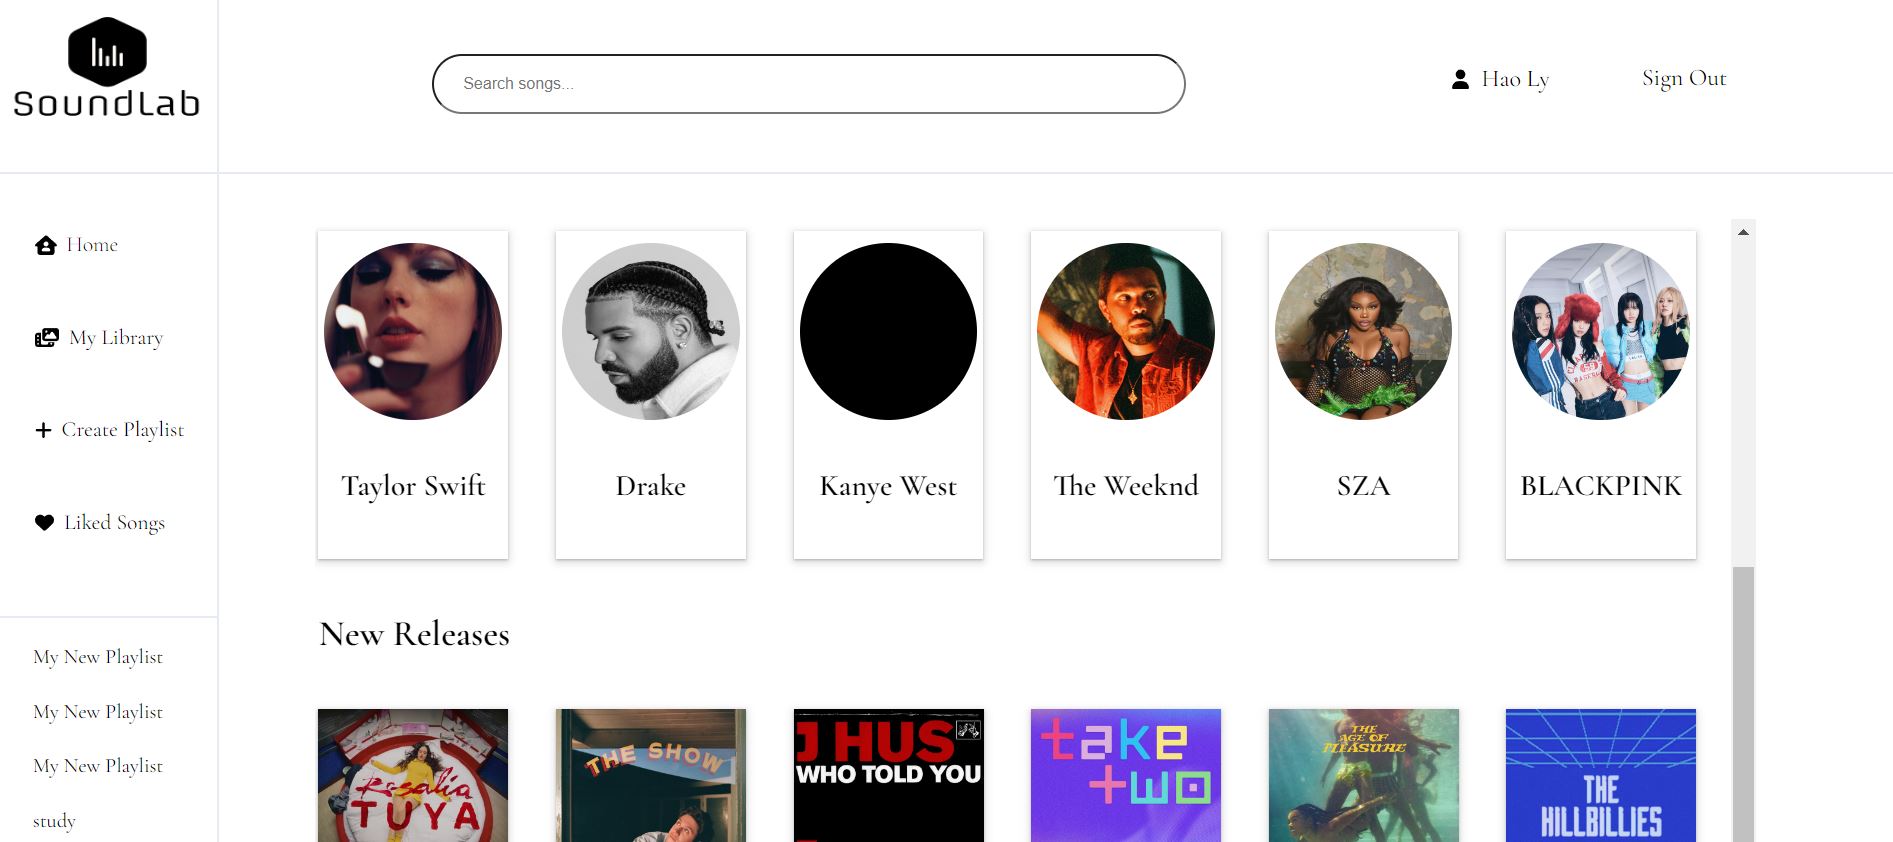 SoundLab
Search songs...
Hao Ly
Sign Out
Home
My Library
Create Playlist
Liked Songs
My New Playlist
My New Playlist
My New Playlist
study
Taylor Swift
Drake
Kanye West
The Weeknd
SZA
BLACKPINK
New Releases
Rosalía
TUYA
THE SHOW
J HUS
WHO TOLD YOU
take
two
THE
AGE OF
PLEASURE
THE
HILLBILLIES